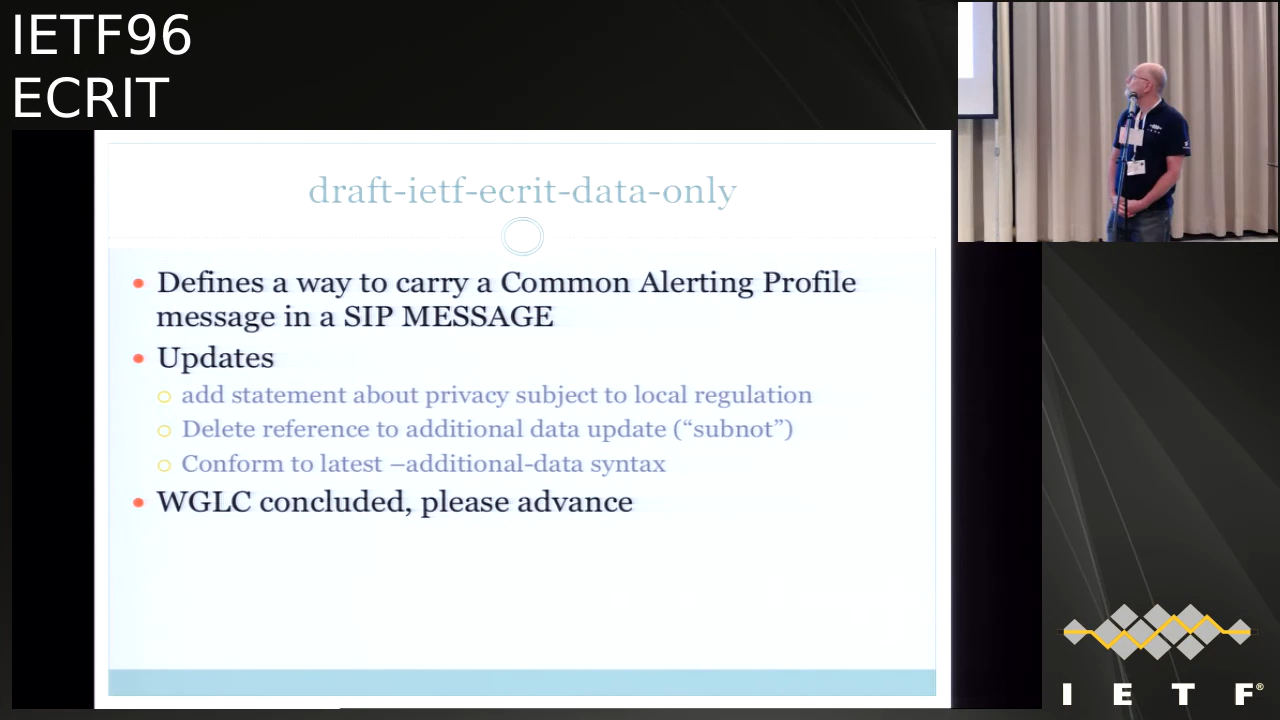 IETF96
ECRIT
draft-ietf-ecrit-data-only
• Defines a way to carry a Common Alerting Profile
message in a SIP MESSAGE
• Updates
○ add statement about privacy subject to local regulation
○ Delete reference to additional data update (“subnot”)
○ Conform to latest –additional-data syntax
• WGLC concluded, please advance
I E T F®